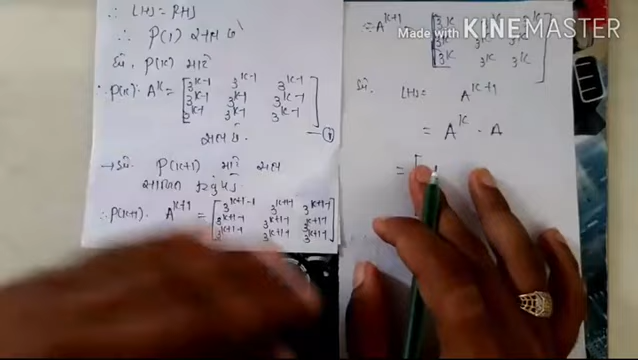 ∴ LHS = RHS
∴ P(1) સત્ય છે
હવે, P(k) માટે
∴ P(k): A^k = [3^{k-1} 3^{k-1} 3^{k-1}
3^{k-1} 3^{k-1} 3^{k-1}
3^{k-1} 3^{k-1} 3^{k-1}]
સત્ય છે. —①
→ હવે P(k+1) માટે સત્ય
સાબિત કરવું છે.
∴ P(k+1): A^{k+1} = [3^{k+1-1} 3^{k+1-1} 3^{k+1-1}
3^{k+1-1} 3^{k+1-1} 3^{k+1-1}
3^{k+1-1} 3^{k+1-1} 3^{k+1-1}]
Made with KINEMASTER
= A^{k+1} = [3^k
3^k 3^k
3^k 3^k 3^k]
હવે. LHS = A^{k+1}
= A^k · A
= [